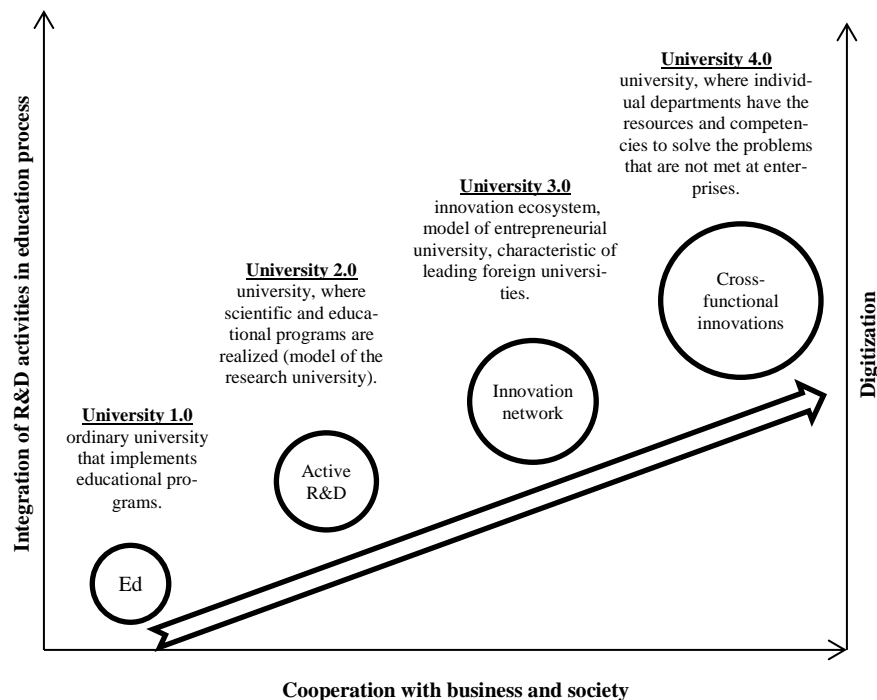 University 4.0
university, where individ-
ual departments have the
resources and competen-
cies to solve the problems
that are not met at enter-
prises.
University 3.0
innovation ecosystem,
model of entrepreneurial
university, characteristic of
leading foreign universi-
ties.
University 2.0
university, where
scientific and educa-
tional programs are
realized (model of the
research university).
University 1.0
ordinary university
that implements
educational pro-
grams.
Cross-
functional
innovations
Innovation
network
Active
R&D
Ed
Integration of R&D activities in education process
Digitization
Cooperation with business and society